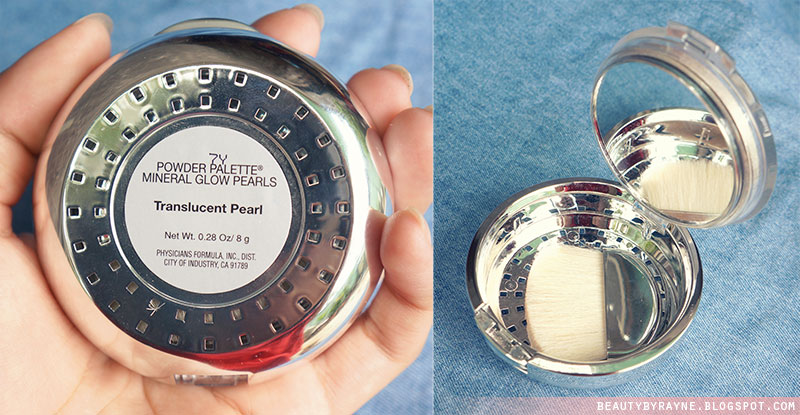 7Y
POWDER PALETTE®
MINERAL GLOW PEARLS
Translucent Pearl
Net Wt. 0.28 Oz/ 8 g
PHYSICIANS FORMULA, INC., DIST.
CITY OF INDUSTRY, CA 91789
BEAUTYBYRAYNE.BLOGSPOT.COM